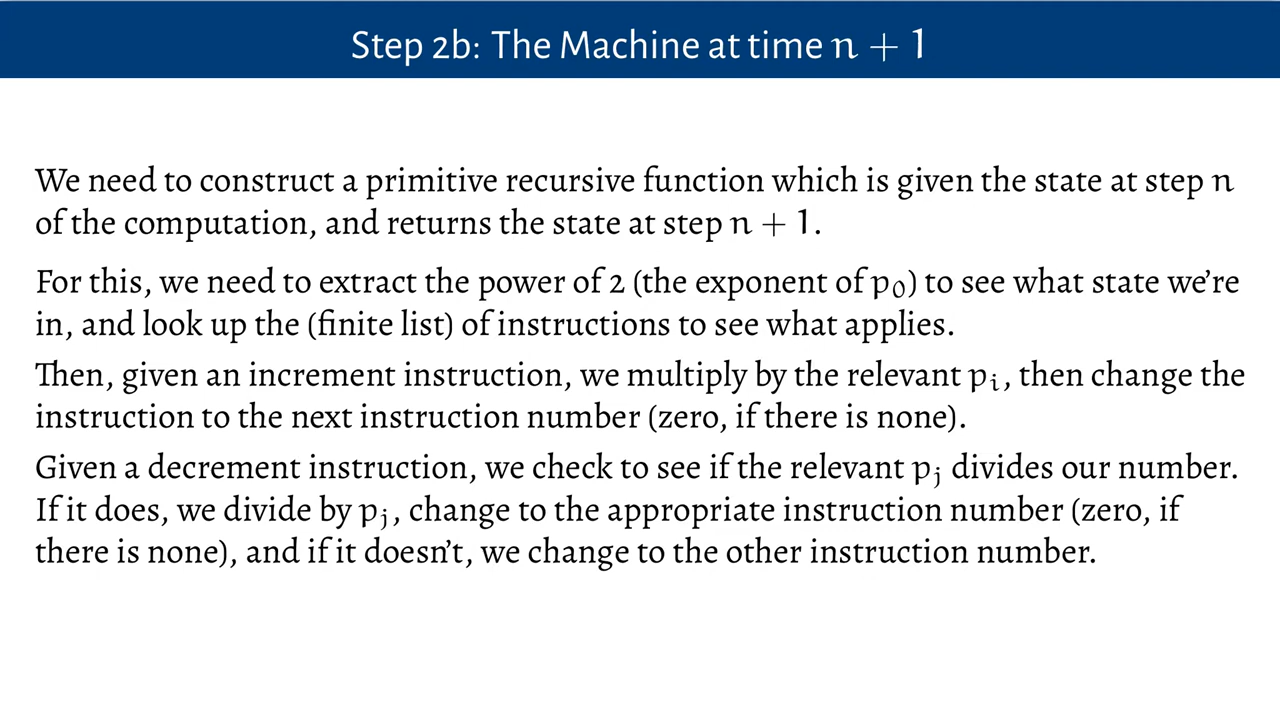 Step 2b: The Machine at time n + 1
We need to construct a primitive recursive function which is given the state at step n
of the computation, and returns the state at step n + 1.
For this, we need to extract the power of 2 (the exponent of p₀) to see what state we’re
in, and look up the (finite list) of instructions to see what applies.
Then, given an increment instruction, we multiply by the relevant pᵢ, then change the
instruction to the next instruction number (zero, if there is none).
Given a decrement instruction, we check to see if the relevant pⱼ divides our number.
If it does, we divide by pⱼ, change to the appropriate instruction number (zero, if
there is none), and if it doesn’t, we change to the other instruction number.